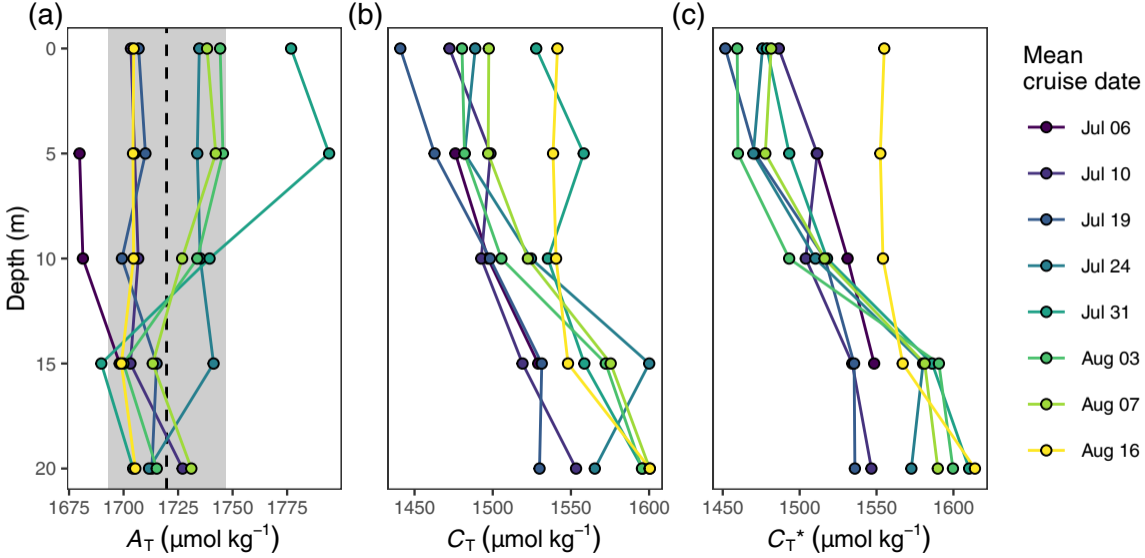 (a) (b) (c)
0
5
10
15
20
Depth (m)
1675 1700 1725 1775
1450 1500 1550 1600
1450 1500 1550 1600
A_T (µmol kg⁻¹)
C_T (µmol kg⁻¹)
C_T* (µmol kg⁻¹)
Mean
cruise date
Jul 06
Jul 10
Jul 19
Jul 24
Jul 31
Aug 03
Aug 07
Aug 16